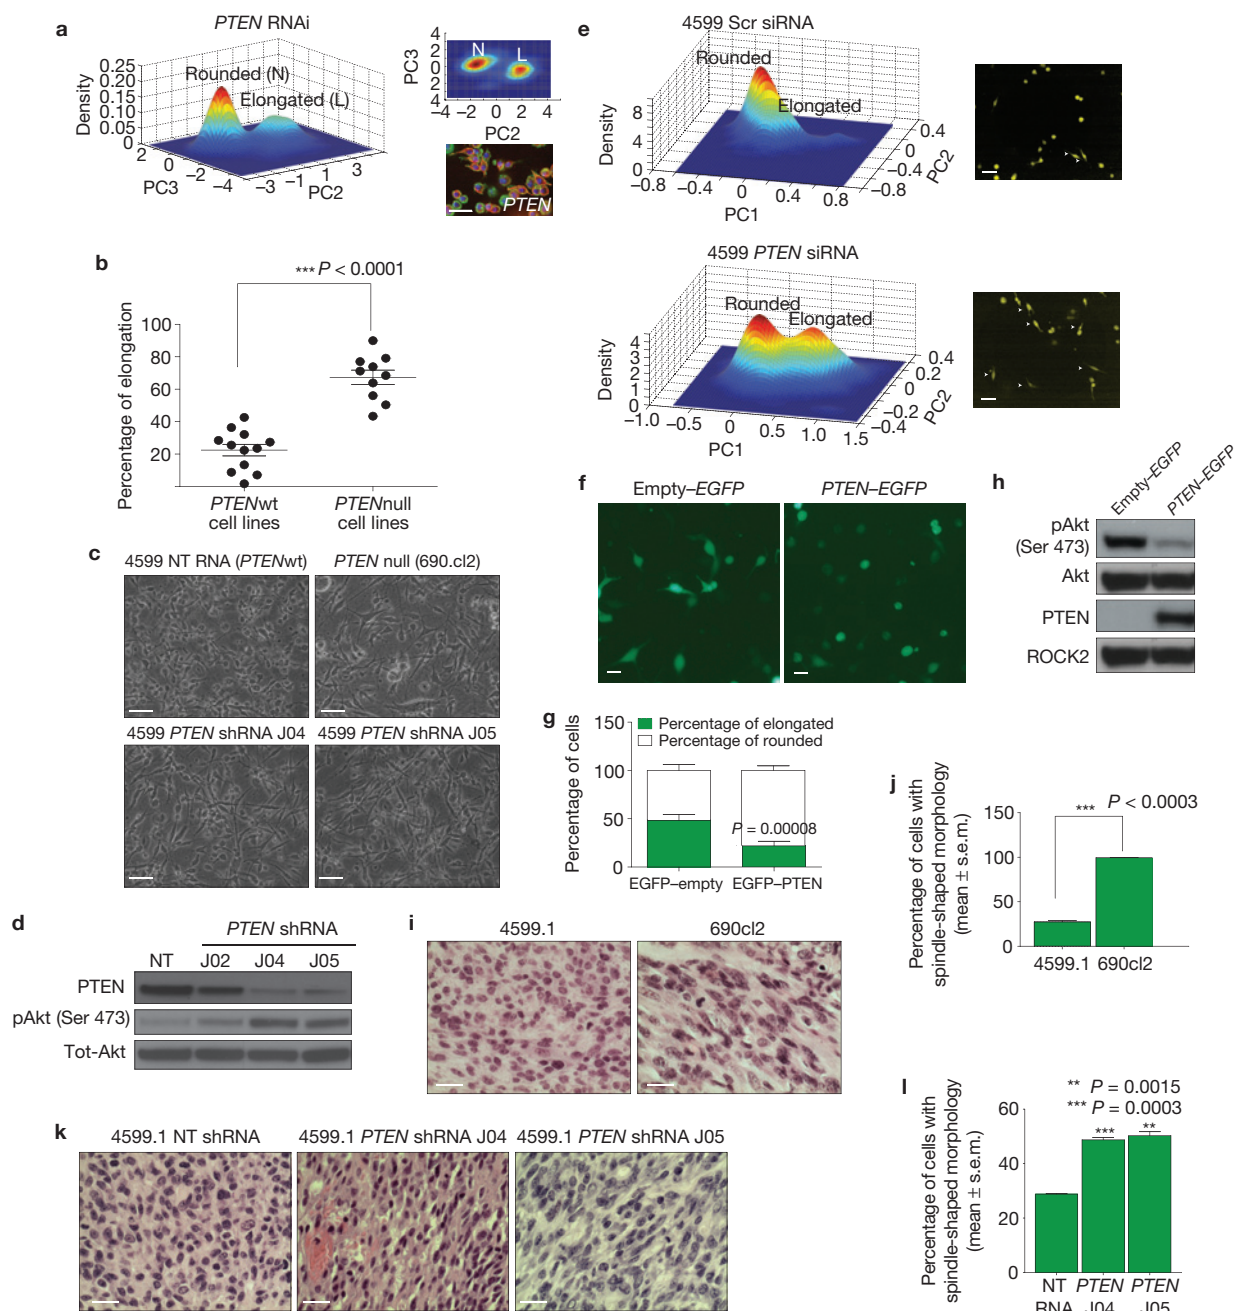 a
PTEN RNAi
0.25
0.20
0.15
0.10
0.05
0
Density
Rounded (N)
Elongated (L)
2
0
−2
−4
PC3
−3
−1
1
3
PC2
4
2
0
2
4
PC3
N
L
−4
−2
0
2
4
PC2
PTEN
b
*** P < 0.0001
100
80
60
40
20
Percentage of elongation
PTENwt
cell lines
PTENnull
cell lines
c
4599 NT RNA (PTENwt)
PTEN null (690.cl2)
4599 PTEN shRNA J04
4599 PTEN shRNA J05
d
PTEN shRNA
NT
J02
J04
J05
PTEN
pAkt (Ser 473)
Tot-Akt
e
4599 Scr siRNA
Rounded
Elongated
8
6
4
2
0
Density
−0.8
−0.4
0
0.4
0.8
PC1
0.4
0
−0.4
−0.8
PC2
4599 PTEN siRNA
Rounded
Elongated
4
3
2
1
0
Density
−1.0
−0.5
0
0.5
1.0
1.5
PC1
0.4
0.2
0
−0.2
−0.4
PC2
f
Empty–EGFP
PTEN–EGFP
g
150
100
50
0
Percentage of cells
Percentage of elongated
Percentage of rounded
P = 0.00008
EGFP–empty
EGFP–PTEN
h
Empty–EGFP
PTEN–EGFP
pAkt
(Ser 473)
Akt
PTEN
ROCK2
i
4599.1
690cl2
j
*** P < 0.0003
150
100
50
0
Percentage of cells with
spindle-shaped morphology
(mean ± s.e.m.)
4599.1
690cl2
k
4599.1 NT shRNA
4599.1 PTEN shRNA J04
4599.1 PTEN shRNA J05
l
** P = 0.0015
*** P = 0.0003
60
40
20
0
Percentage of cells with
spindle-shaped morphology
(mean ± s.e.m.)
***
**
NT
RNA
PTEN
J04
PTEN
J05